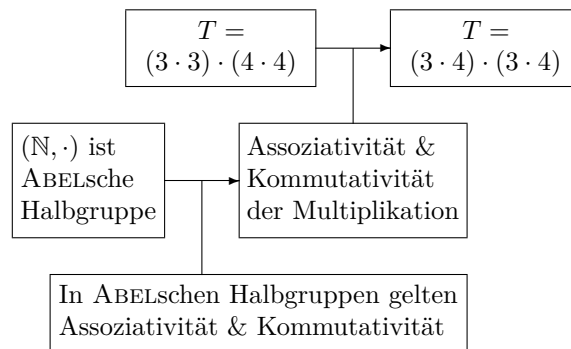 T =
(3 · 3) · (4 · 4)
T =
(3 · 4) · (3 · 4)
(ℕ, ·) ist
ABELsche
Halbgruppe
Assoziativität &
Kommutativität
der Multiplikation
In ABELschen Halbgruppen gelten
Assoziativität & Kommutativität